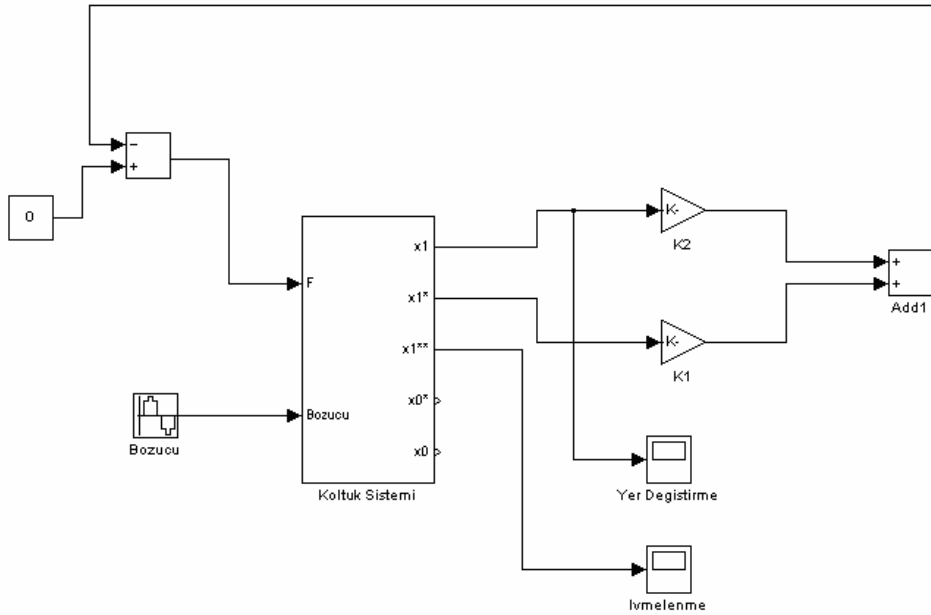 −
+
0
x1
K-
K2
+
+
Add1
F
x1*
x1**
K-
K1
x0*
Bozucu
x0
Bozucu
Koltuk Sistemi
Yer Degistirme
Ivmelenme